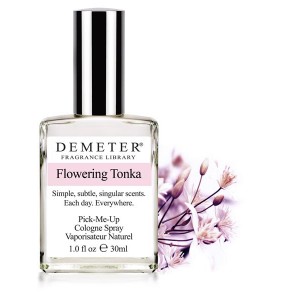 DEMETER®
FRAGRANCE LIBRARY
Flowering Tonka
Simple, subtle, singular scents.
Each day. Everywhere.
Pick-Me-Up
Cologne Spray
Vaporisateur Naturel
1.0 fl oz ℮ 30ml